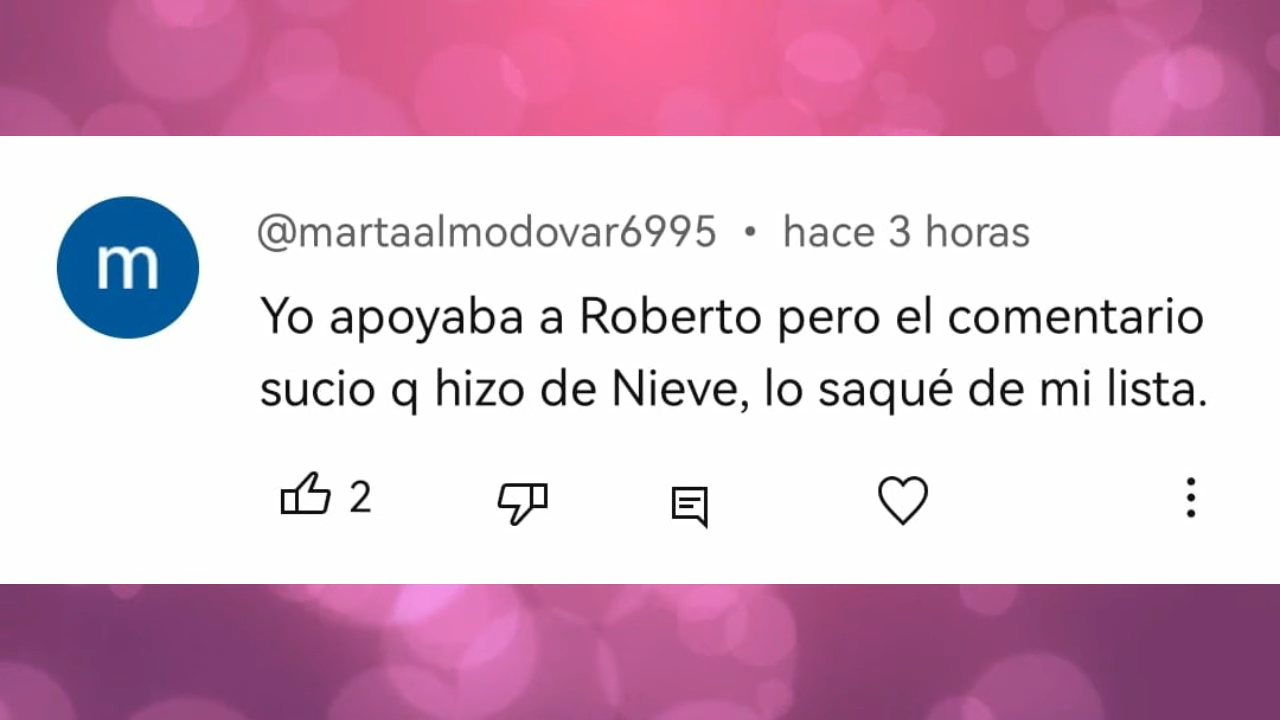 m
@martaalmodovar6995 • hace 3 horas
Yo apoyaba a Roberto pero el comentario
sucio q hizo de Nieve, lo saqué de mi lista.
2